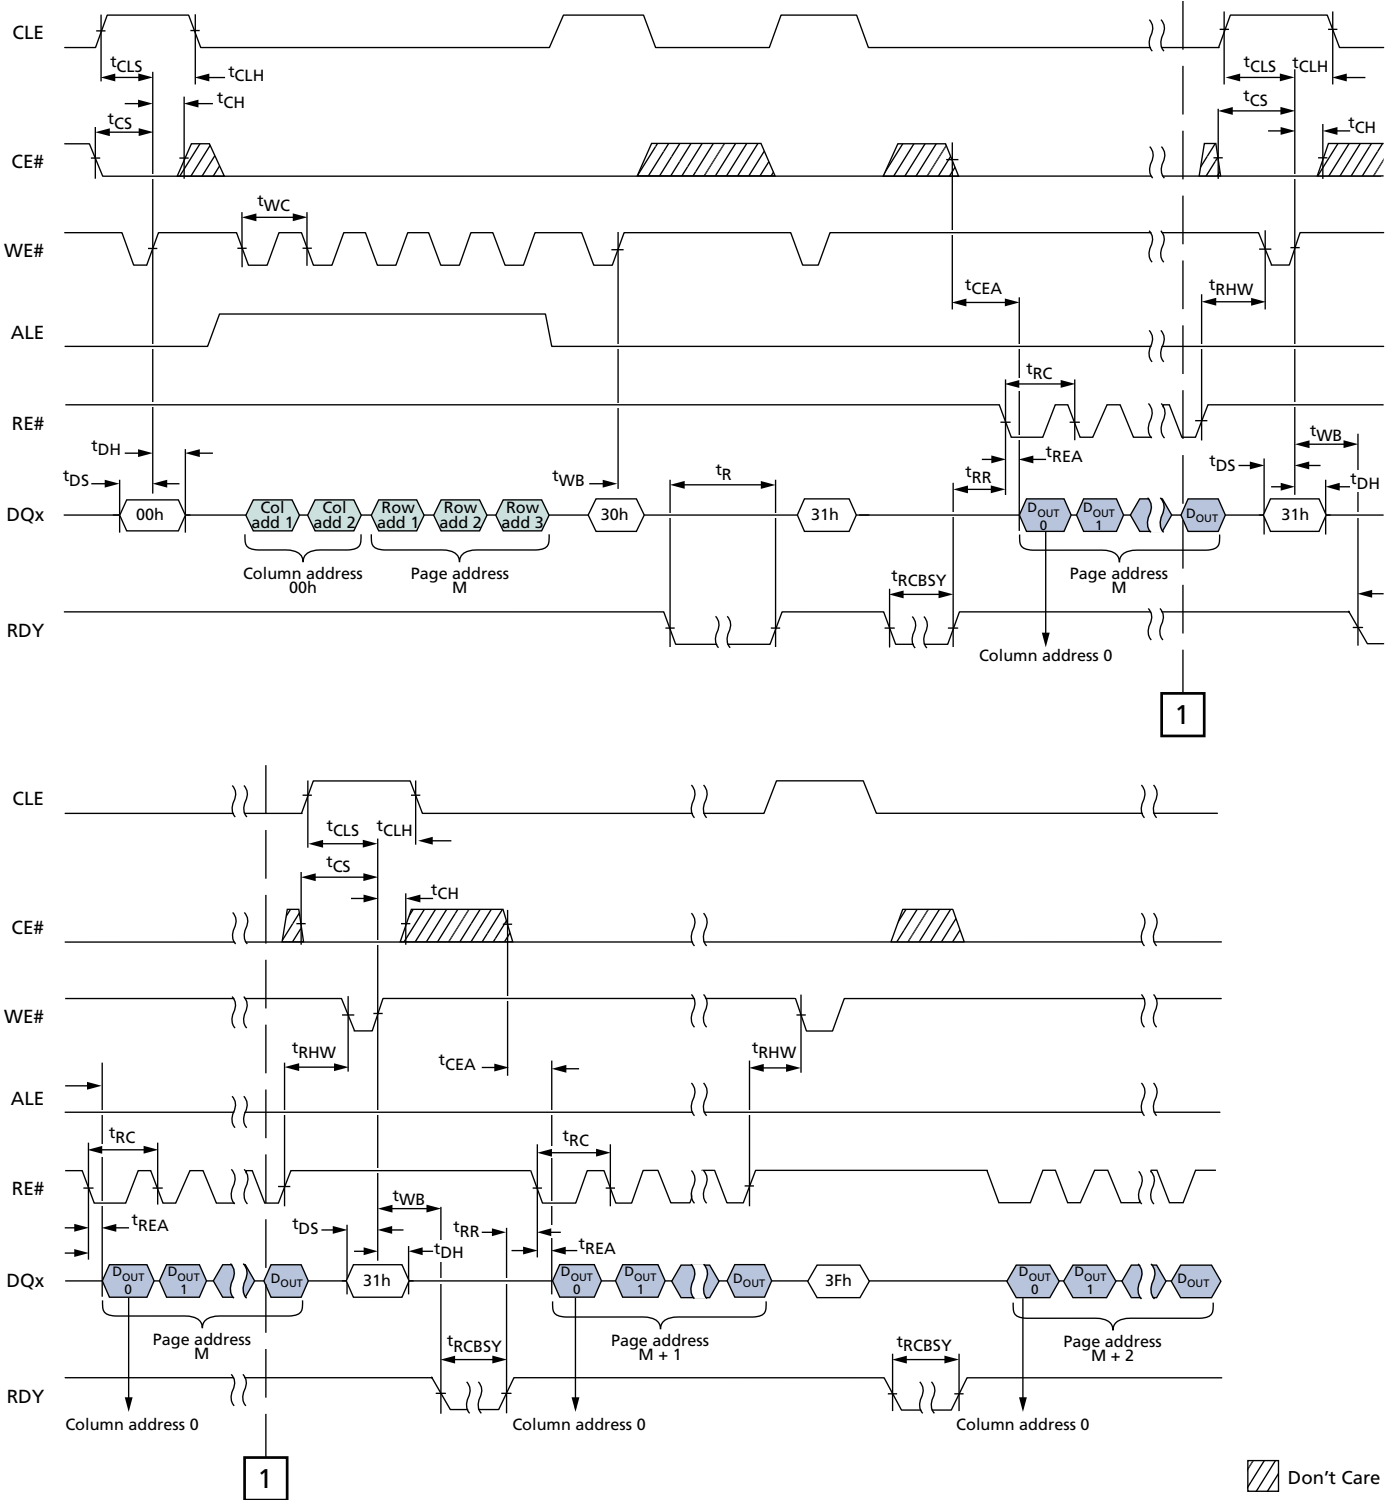 CLE
tCLS
tCLH
tCLS
tCLH
tCH
tCS
tCS
tCH
CE#
tWC
WE#
tCEA
tRHW
ALE
tRC
RE#
tWB
tDH
tREA
tDS
tWB
tR
tRR
tDS
tDH
DQx
00h
Col add 1
Col add 2
Row add 1
Row add 2
Row add 3
30h
31h
DOUT 0
DOUT 1
DOUT
31h
Column address
00h
Page address
M
Page address
M
tRCBSY
RDY
Column address 0
1
CLE
tCLS
tCLH
tCS
tCH
CE#
WE#
tRHW
tCEA
tRHW
ALE
tRC
tRC
RE#
tWB
tREA
tDS
tRR
tDH
tREA
DQx
DOUT 0
DOUT 1
DOUT
31h
DOUT 0
DOUT 1
DOUT
3Fh
DOUT 0
DOUT 1
DOUT
Page address
M
Page address
M + 1
Page address
M + 2
tRCBSY
tRCBSY
RDY
Column address 0
Column address 0
Column address 0
1
Don't Care